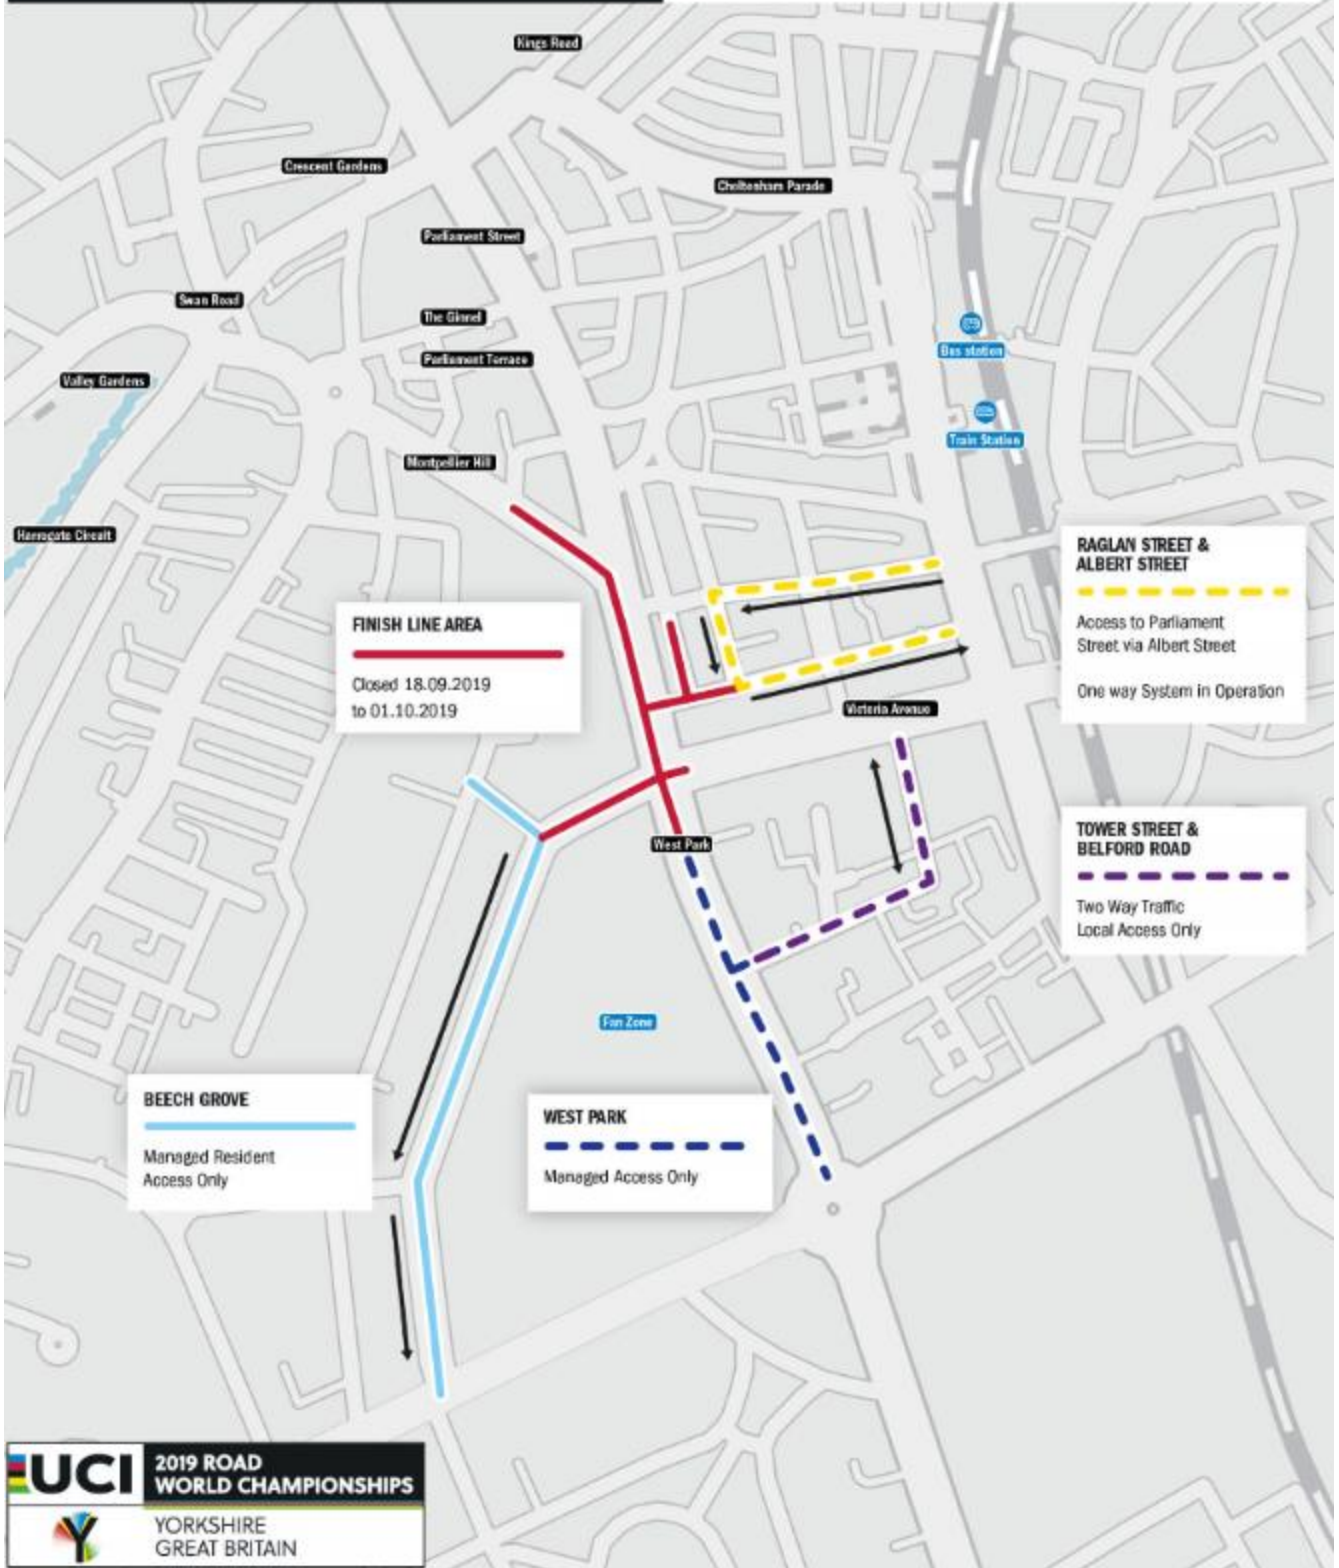 Kings Road
Crescent Gardens
Cheltenham Parade
Parliament Street
Swan Road
The Ginnel
Bus station
Parliament Terrace
Valley Gardens
Train Station
Montpellier Hill
Harrogate Circuit
RAGLAN STREET &
ALBERT STREET
Access to Parliament
Street via Albert Street
One way System in Operation
FINISH LINE AREA
Closed 18.09.2019
to 01.10.2019
Victoria Avenue
TOWER STREET &
BELFORD ROAD
Two Way Traffic
Local Access Only
West Park
Fan Zone
BEECH GROVE
Managed Resident
Access Only
WEST PARK
Managed Access Only
UCI
2019 ROAD
WORLD CHAMPIONSHIPS
YORKSHIRE
GREAT BRITAIN